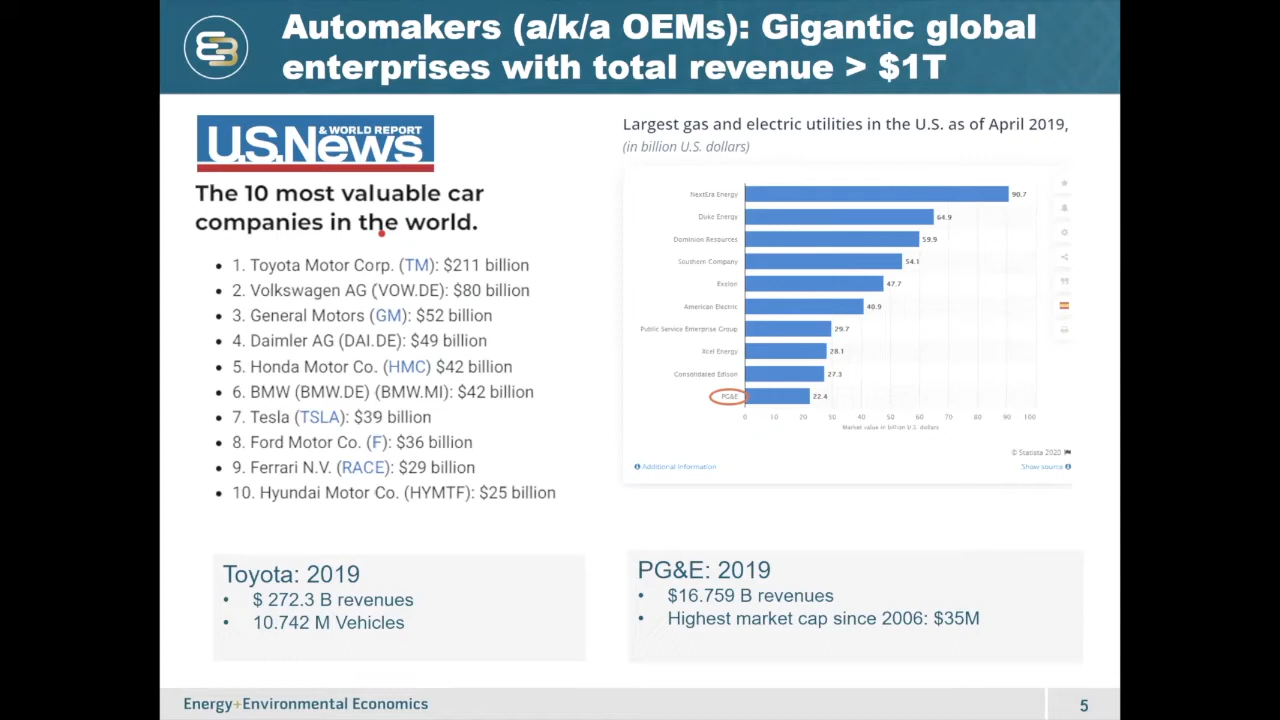 Automakers (a/k/a OEMs): Gigantic global
enterprises with total revenue > $1T
U.S.News
& WORLD REPORT
The 10 most valuable car
companies in the world.
• 1. Toyota Motor Corp. (TM): $211 billion
• 2. Volkswagen AG (VOW.DE): $80 billion
• 3. General Motors (GM): $52 billion
• 4. Daimler AG (DAI.DE): $49 billion
• 5. Honda Motor Co. (HMC) $42 billion
• 6. BMW (BMW.DE) (BMW.MI): $42 billion
• 7. Tesla (TSLA): $39 billion
• 8. Ford Motor Co. (F): $36 billion
• 9. Ferrari N.V. (RACE): $29 billion
• 10. Hyundai Motor Co. (HYMTF): $25 billion
Largest gas and electric utilities in the U.S. as of April 2019,
(in billion U.S. dollars)
NextEra Energy 90.7
Duke Energy 64.9
Dominion Resources 59.9
Southern Company 54.1
Exelon 47.7
American Electric 40.9
Public Service Enterprise Group 29.7
Xcel Energy 28.1
Consolidated Edison 27.3
PG&E 22.4
0 10 20 30 40 50 60 70 80 90 100
Market value in billion U.S. dollars
© Statista 2020
Additional Information
Show source
Toyota: 2019
• $ 272.3 B revenues
• 10.742 M Vehicles
PG&E: 2019
• $16.759 B revenues
• Highest market cap since 2006: $35M
Energy+Environmental Economics
5